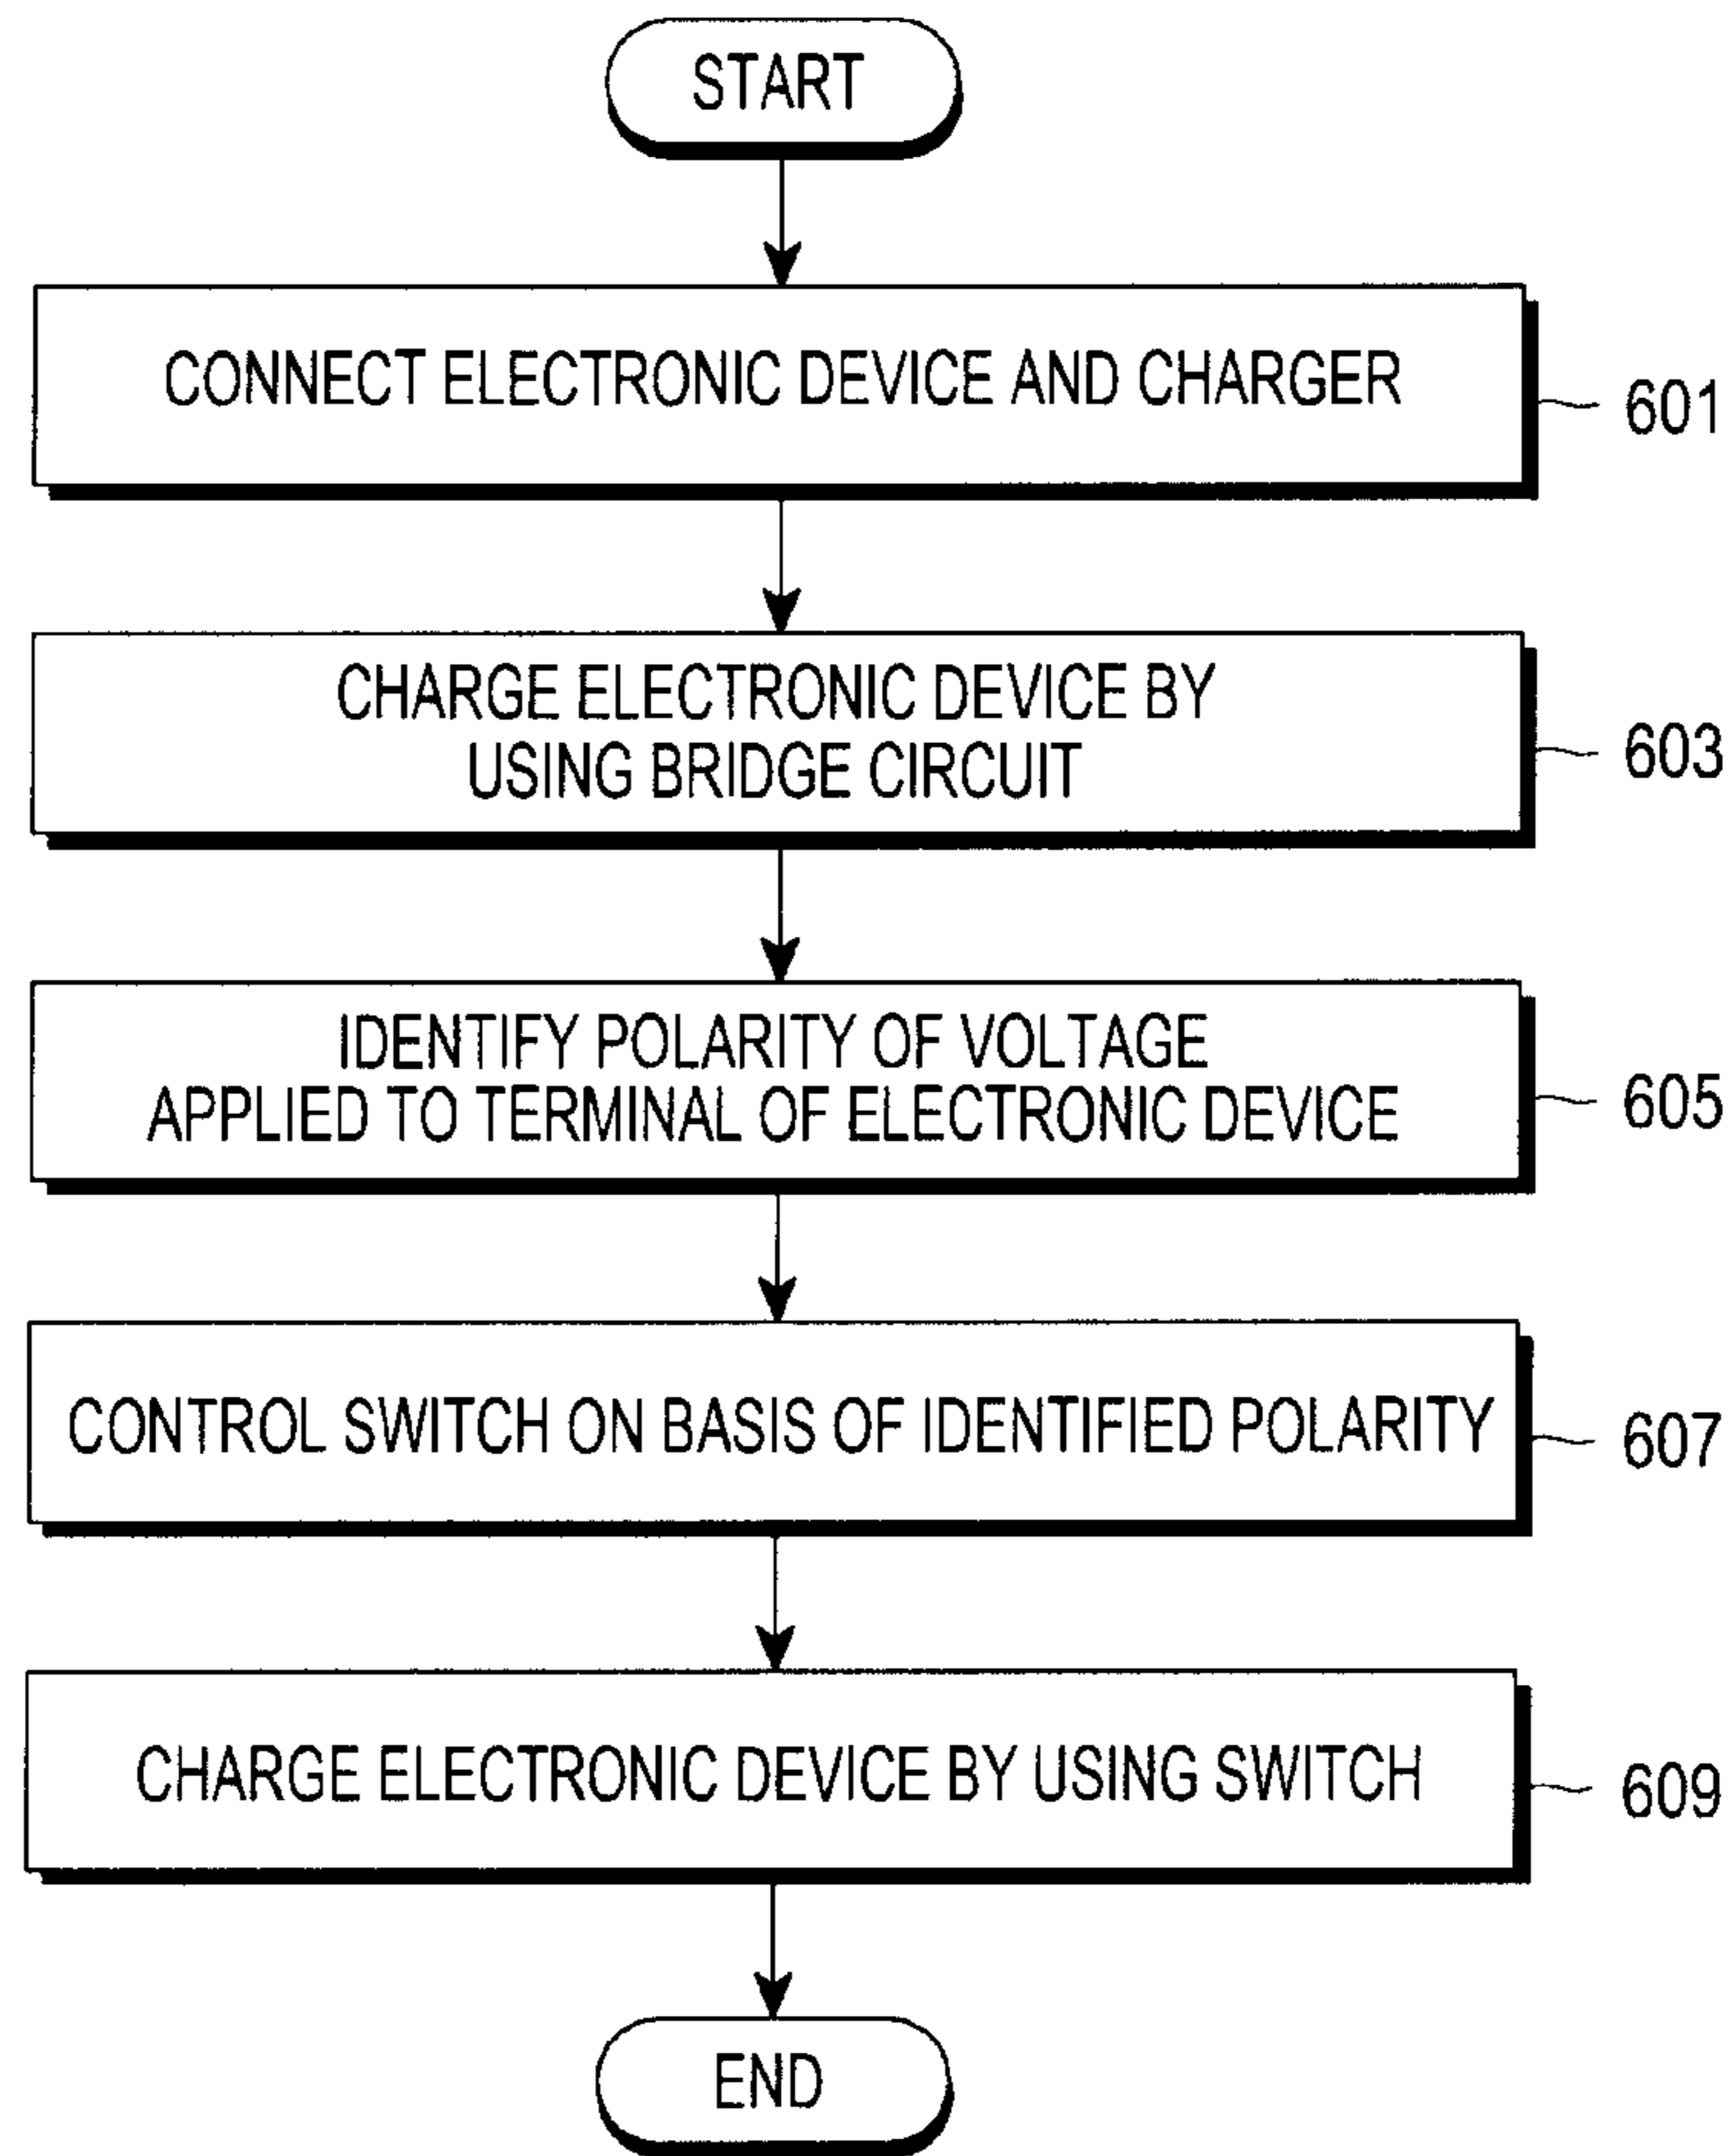 START
CONNECT ELECTRONIC DEVICE AND CHARGER
601
CHARGE ELECTRONIC DEVICE BY
USING BRIDGE CIRCUIT
603
IDENTIFY POLARITY OF VOLTAGE
APPLIED TO TERMINAL OF ELECTRONIC DEVICE
605
CONTROL SWITCH ON BASIS OF IDENTIFIED POLARITY
607
CHARGE ELECTRONIC DEVICE BY USING SWITCH
609
END